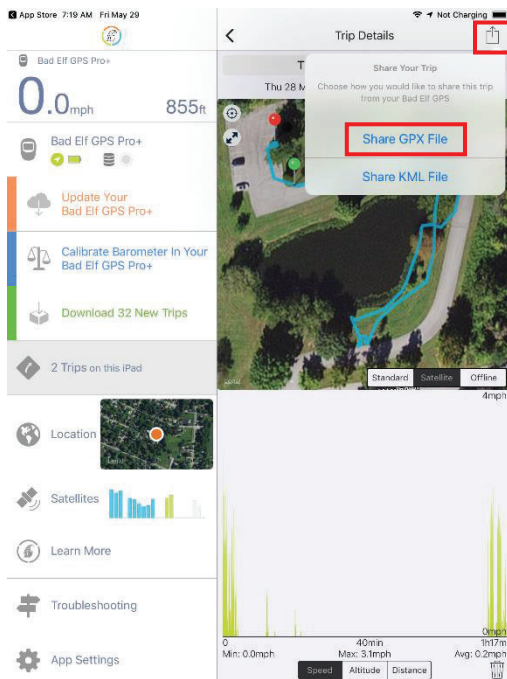 App Store 7:19 AM Fri May 29
Not Charging
Bad Elf GPS Pro+
0.0mph
855ft
Bad Elf GPS Pro+
Update Your
Bad Elf GPS Pro+
Calibrate Barometer In Your
Bad Elf GPS Pro+
Download 32 New Trips
2 Trips on this iPad
Location
Satellites
Learn More
Troubleshooting
App Settings
Trip Details
T
Thu 28 M
Share Your Trip
Choose how you would like to share this trip
from your Bad Elf GPS
Share GPX File
Share KML File
Standard Satellite Offline
4mph
0mph
0 40min 1h17m
Min: 0.0mph Max: 3.1mph Avg: 0.2mph
Speed Altitude Distance